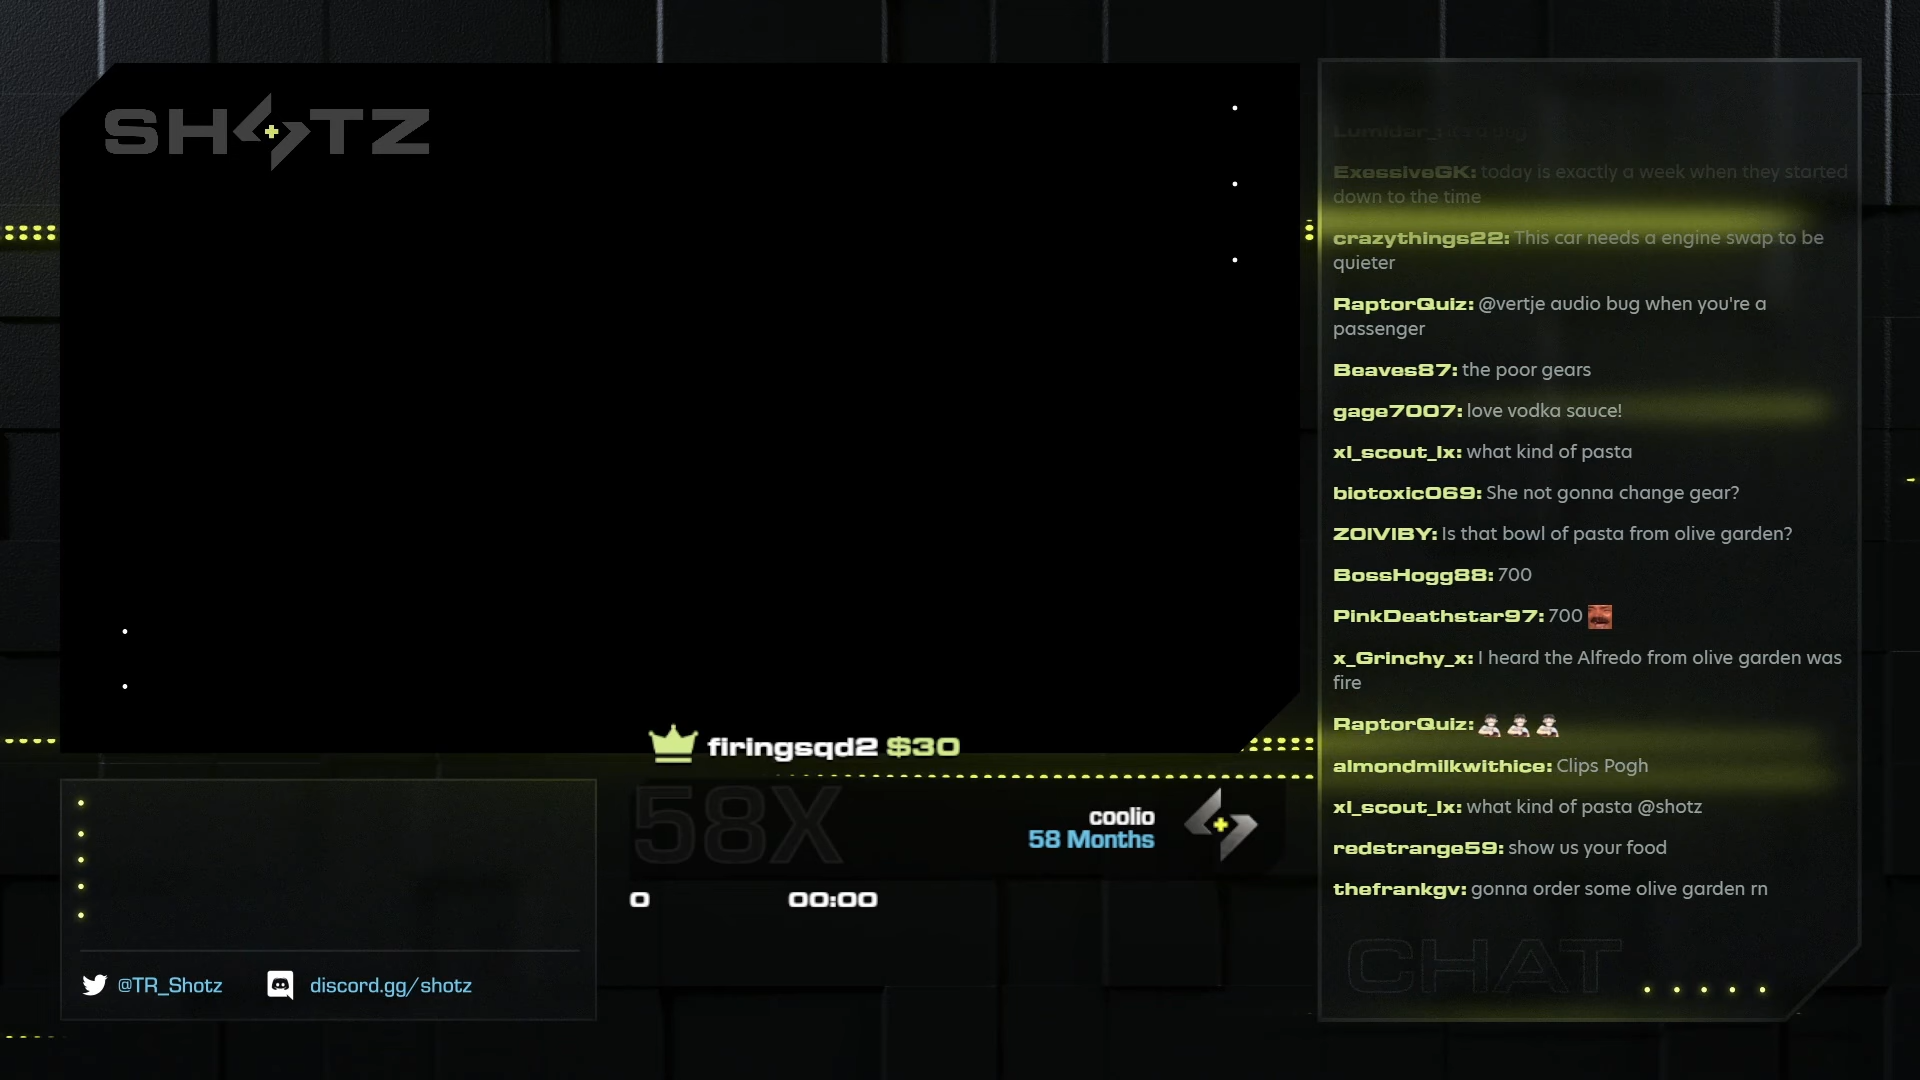 SHOTZ
firingsqd2 $30
58X
coolio
58 Months
0 00:00
@TR_Shotz discord.gg/shotz
Lumidar_:
ExessiveGK: today is exactly a week when they started
down to the time
crazythings22: This car needs a engine swap to be
quieter
RaptorQuiz: @vertje audio bug when you're a
passenger
Beaves87: the poor gears
gage7007: love vodka sauce!
xl_scout_lx: what kind of pasta
biotoxic069: She not gonna change gear?
ZOIVIBY: Is that bowl of pasta from olive garden?
BossHogg88: 700
PinkDeathstar97: 700
x_Grinchy_x: I heard the Alfredo from olive garden was
fire
RaptorQuiz:
almondmilkwithice: Clips Pogh
xl_scout_lx: what kind of pasta @shotz
redstrange59: show us your food
thefrankgv: gonna order some olive garden rn
CHAT